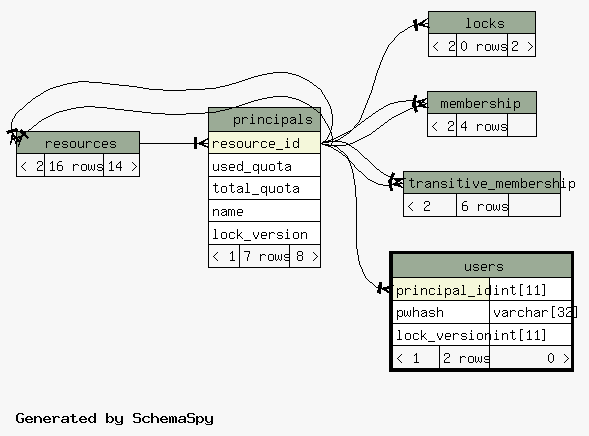 locks
< 2 0 rows 2 >
membership
< 2 4 rows
transitive_membership
< 2 6 rows
resources
< 2 16 rows 14 >
principals
resource_id
used_quota
total_quota
name
lock_version
< 1 7 rows 8 >
users
principal_id int[11]
pwhash varchar[32]
lock_version int[11]
< 1 2 rows 0 >
Generated by SchemaSpy